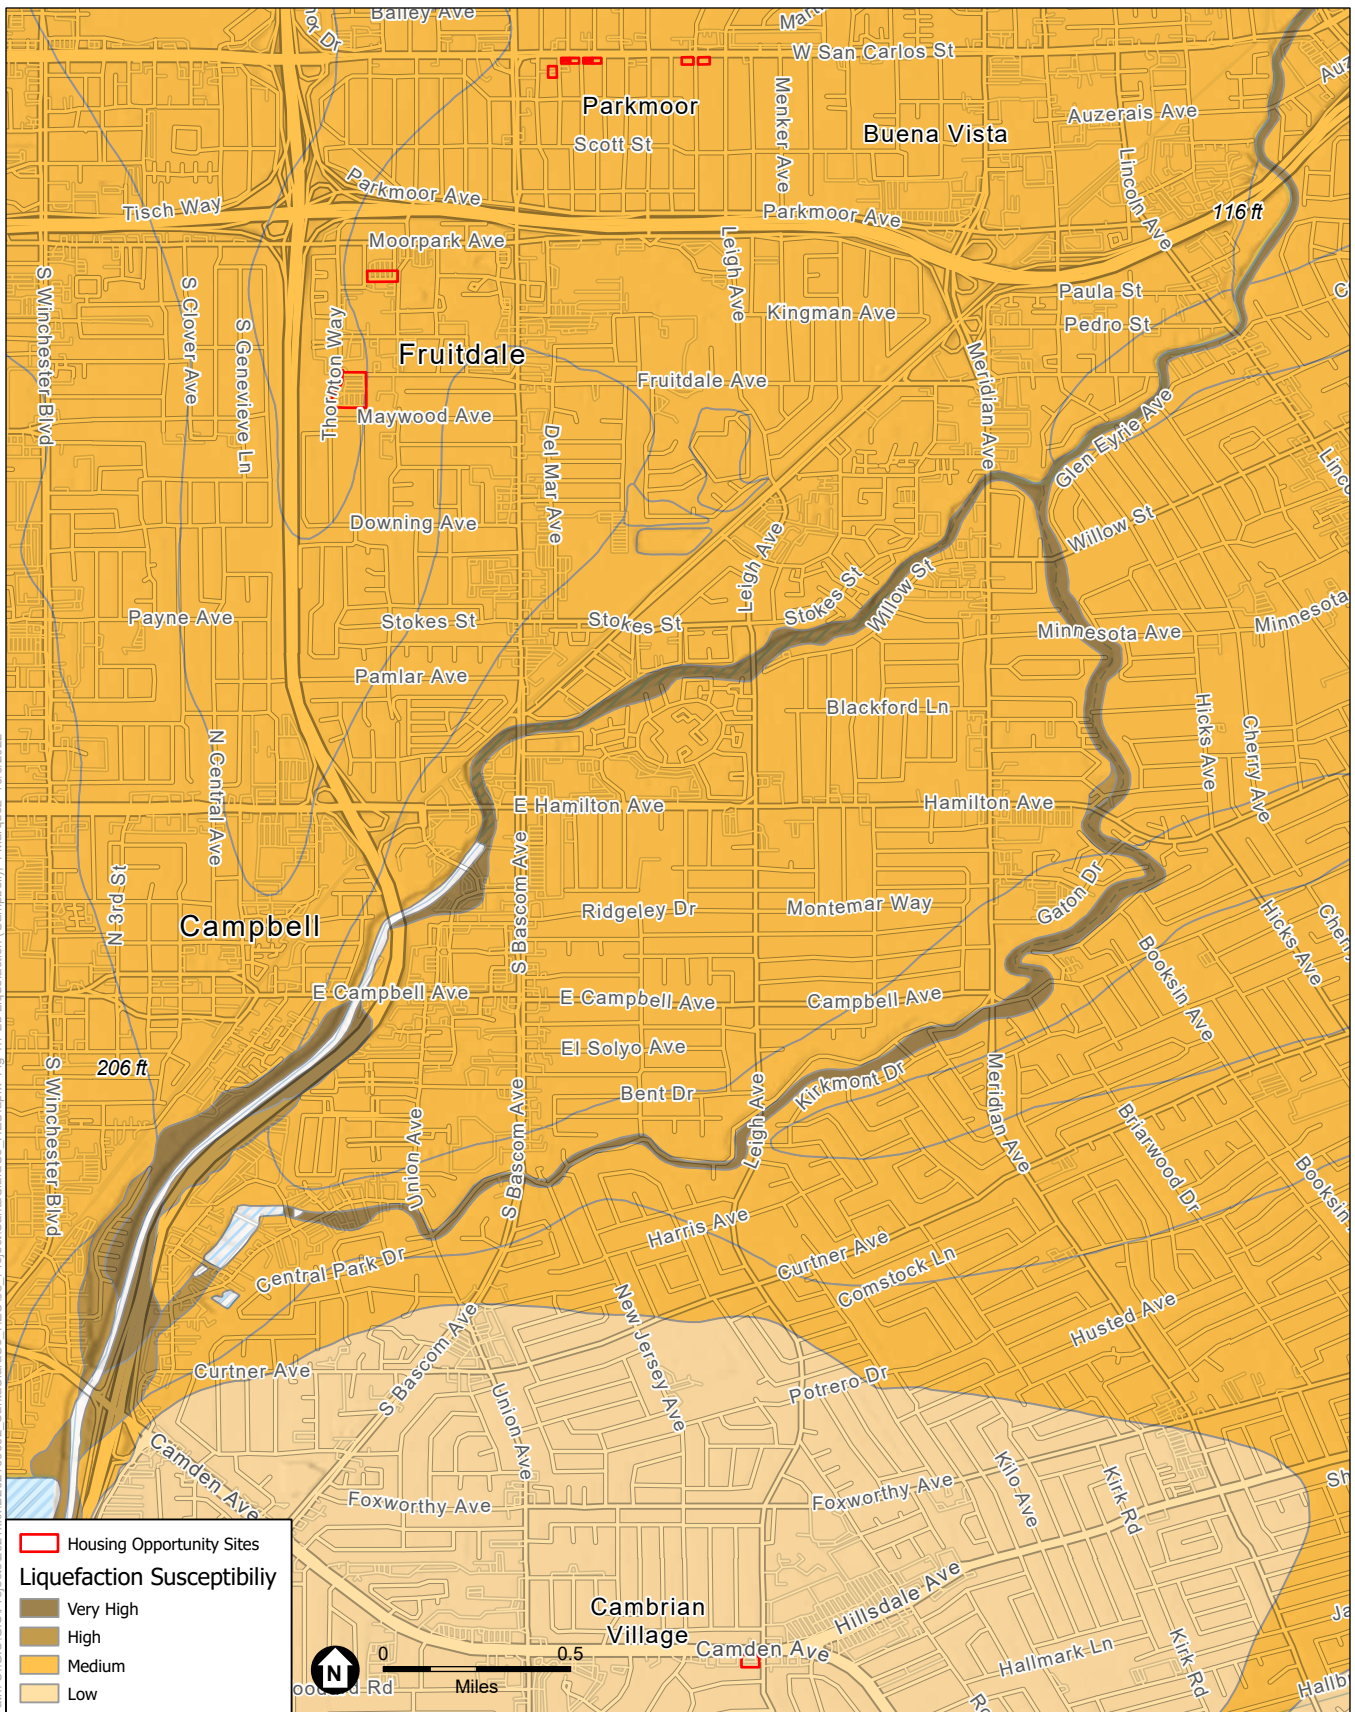 Bailey Ave
W San Carlos St
Parkmoor
Menker Ave
Buena Vista
Auzerais Ave
Scott St
Lincoln Ave
Parkmoor Ave
Tisch Way
Parkmoor Ave
116 ft
Moorpark Ave
Leigh Ave
S Winchester Blvd
S Clover Ave
S Genevieve Ln
Thornton Way
Paula St
Kingman Ave
Pedro St
Fruitdale
Meridian Ave
Fruitdale Ave
Maywood Ave
Glen Eyrie Ave
Del Mar Ave
Downing Ave
Willow St
Leigh Ave
Stokes St
Willow St
Payne Ave
Stokes St
Stokes St
Minnesota Ave
Minnesota
Pamlar Ave
Blackford Ln
Hicks Ave
Cherry Ave
N Central Ave
E Hamilton Ave
Hamilton Ave
S Bascom Ave
N 3rd St
Campbell
Ridgeley Dr
Montemar Way
Gaton Dr
Hicks Ave
Booksin Ave
E Campbell Ave
E Campbell Ave
Campbell Ave
El Solyo Ave
206 ft
S Winchester Blvd
Bent Dr
Kirkmont Dr
Meridian Ave
Leigh Ave
S Bascom Ave
Union Ave
Briarwood Dr
Booksin
Harris Ave
Central Park Dr
Curtner Ave
Comstock Ln
Husted Ave
New Jersey Ave
S Bascom Ave
Curtner Ave
Potrero Dr
Union Ave
Camden Ave
Foxworthy Ave
Foxworthy Ave
Kilo Ave
Kirk Rd
Hillsdale Ave
Cambrian
Village
Camden Ave
Hallmark Ln
Kirk Rd
Housing Opportunity Sites
Liquefaction Susceptibiliy
Very High
High
Medium
Low
N
0
0.5
Miles